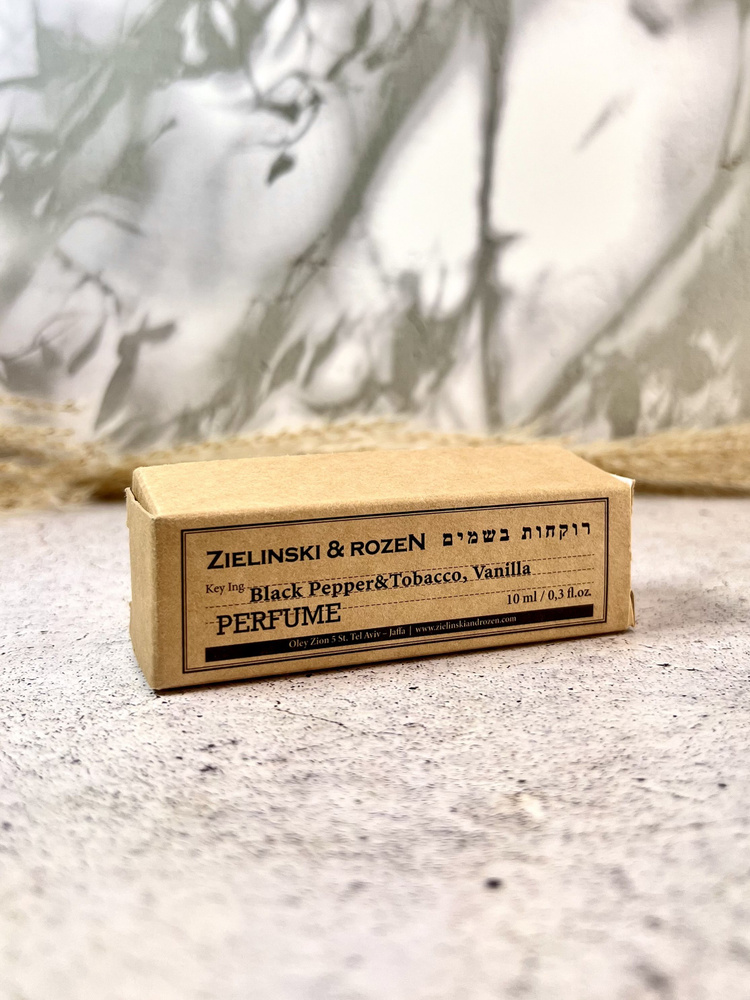 ZIELINSKI & ROZEN רוקחות בשמים
Key Ing. Black Pepper&Tobacco, Vanilla
PERFUME 10 ml / 0,3 fl.oz.
Oley Zion 5 St. Tel Aviv – Jaffa | www.zielinskiandrozen.com